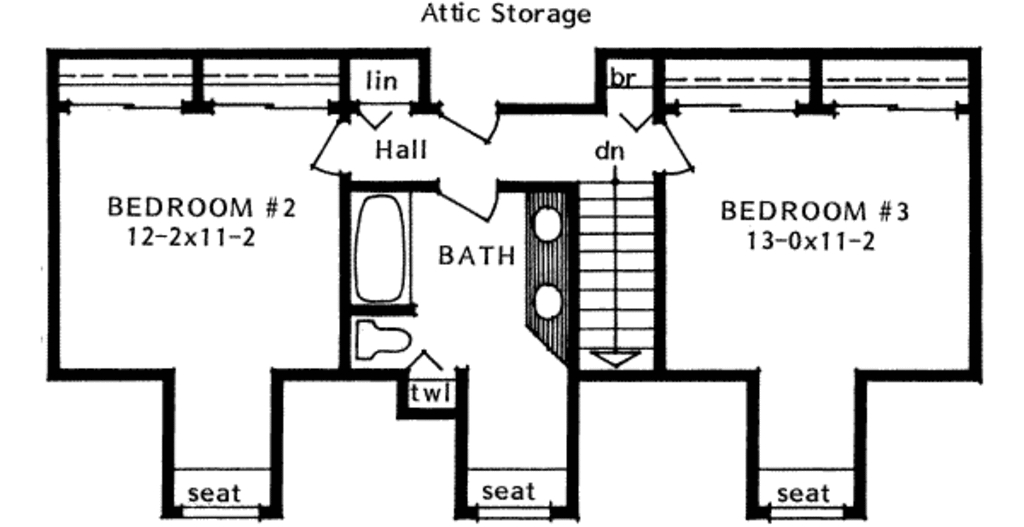 Attic Storage
lin
br
Hall
dn
BEDROOM #2
12-2x11-2
BEDROOM #3
13-0x11-2
BATH
twl
seat
seat
seat